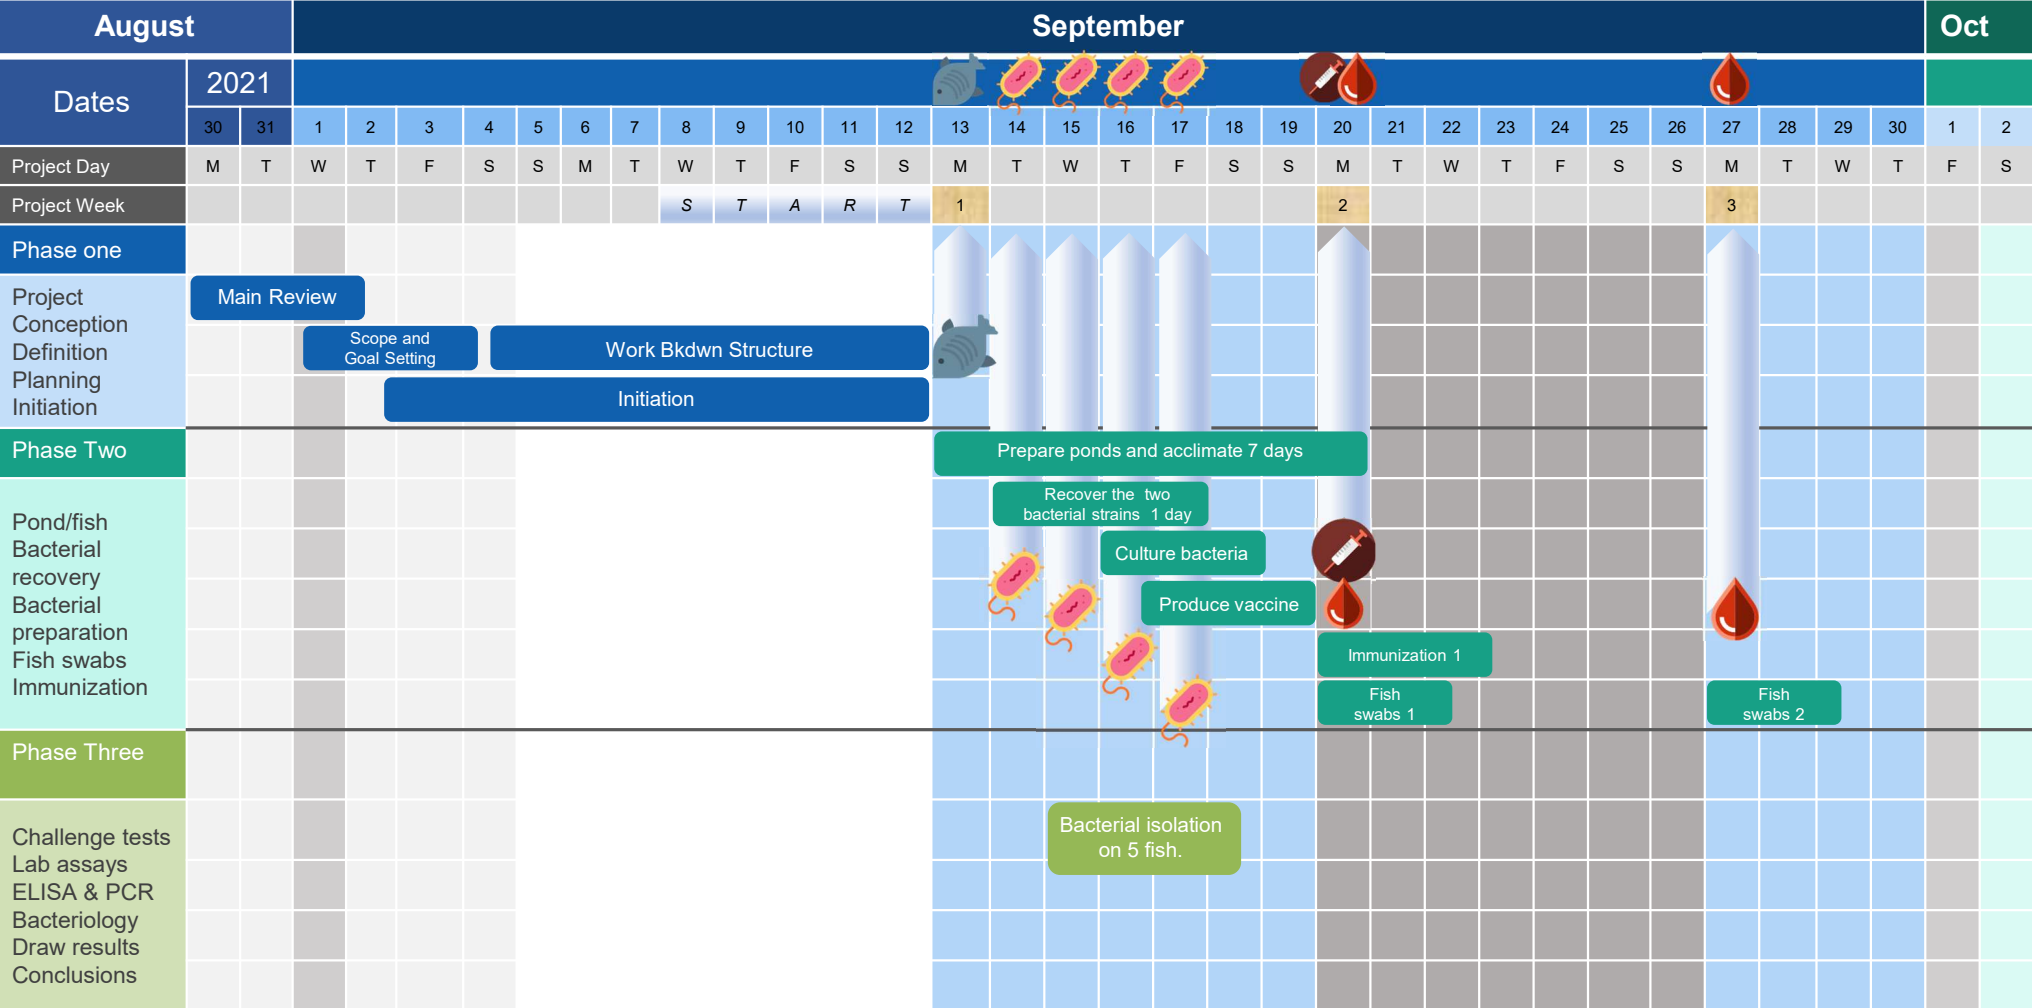 August September Oct
Dates 2021
30 31 1 2 3 4 5 6 7 8 9 10 11 12 13 14 15 16 17 18 19 20 21 22 23 24 25 26 27 28 29 30 1 2
Project Day M T W T F S S M T W T F S S M T W T F S S M T W T F S S M T W T F S
Project Week S T A R T 1 2 3
Phase one
Project
Conception
Definition
Planning
Initiation
Main Review
Scope and
Goal Setting
Work Bkdwn Structure
Initiation
Phase Two
Prepare ponds and acclimate 7 days
Pond/fish
Bacterial
recovery
Bacterial
preparation
Fish swabs
Immunization
Recover the two
bacterial strains 1 day
Culture bacteria
Produce vaccine
Immunization 1
Fish
swabs 1
Fish
swabs 2
Phase Three
Challenge tests
Lab assays
ELISA & PCR
Bacteriology
Draw results
Conclusions
Bacterial isolation
on 5 fish.